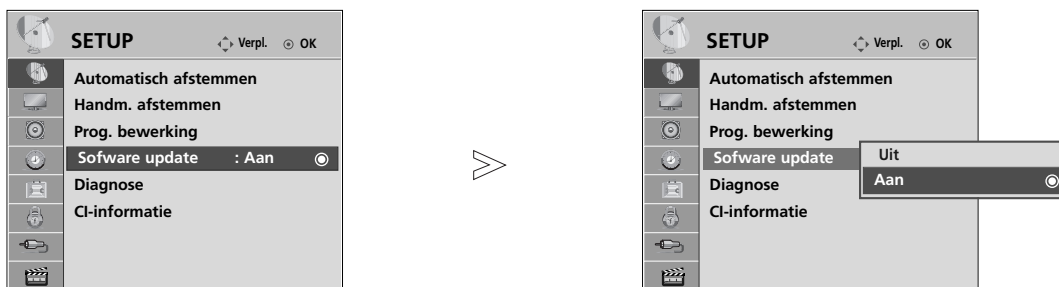 SETUP Verpl. OK
Automatisch afstemmen
Handm. afstemmen
Prog. bewerking
Sofware update : Aan
Diagnose
CI-informatie
SETUP Verpl. OK
Automatisch afstemmen
Handm. afstemmen
Prog. bewerking
Sofware update
Uit
Aan
Diagnose
CI-informatie